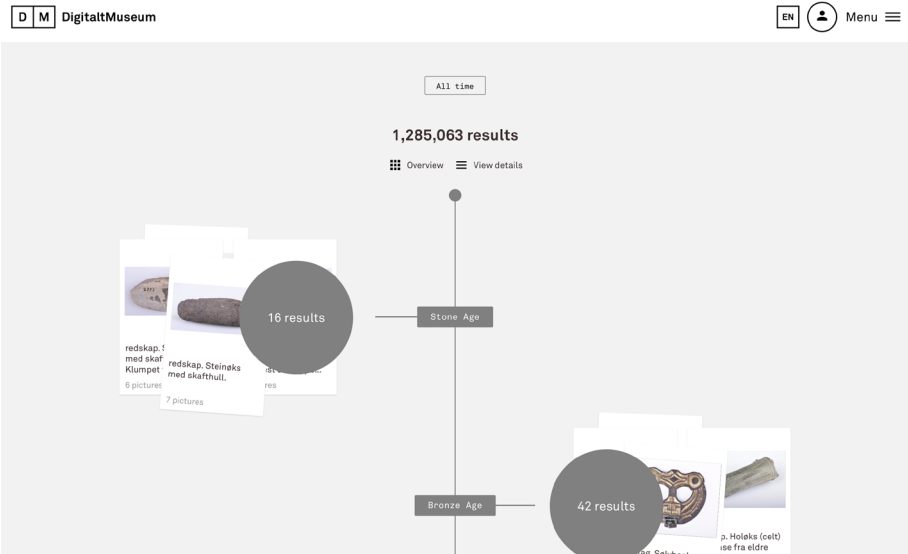 D M DigitaltMuseum
EN
Menu
All time
1,285,063 results
Overview
View details
16 results
Stone Age
redskap.
med skaf
Klumpet
6 pictures
redskap. Steinøks
med skafthull.
7 pictures
res
42 results
Bronze Age
p. Holøks (celt)
se fra eldre